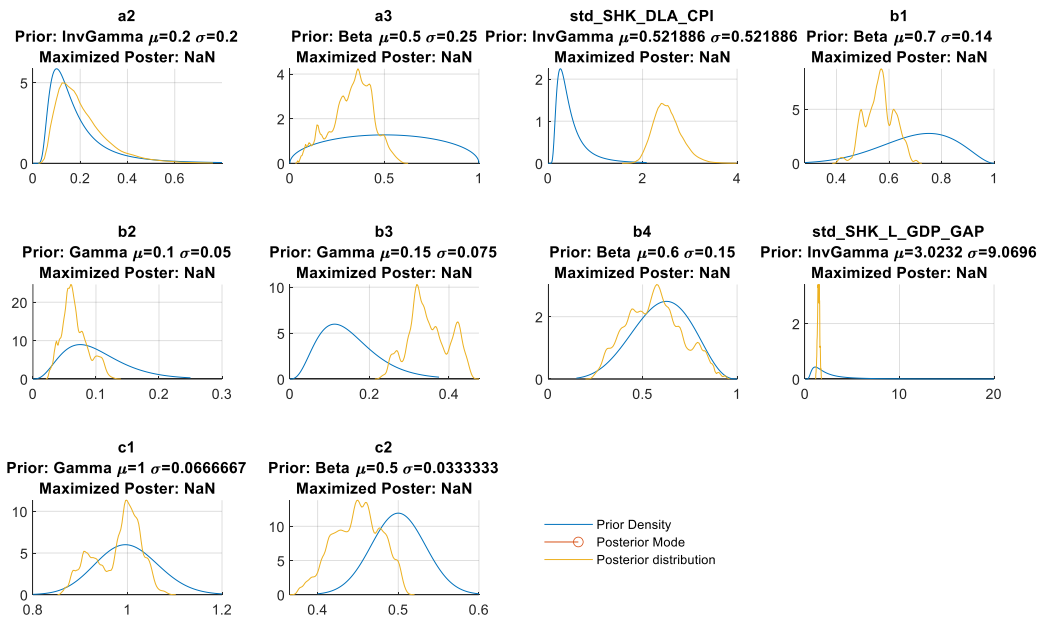 a2
Prior: InvGamma μ=0.2 σ=0.2
Maximized Poster: NaN
5
0
0 0.2 0.4 0.6
a3
Prior: Beta μ=0.5 σ=0.25
Maximized Poster: NaN
4
2
0
0 0.5 1
std_SHK_DLA_CPI
Prior: InvGamma μ=0.521886 σ=0.521886
Maximized Poster: NaN
2
1
0
0 2 4
b1
Prior: Beta μ=0.7 σ=0.14
Maximized Poster: NaN
5
0
0.4 0.6 0.8 1
b2
Prior: Gamma μ=0.1 σ=0.05
Maximized Poster: NaN
20
10
0
0 0.1 0.2 0.3
b3
Prior: Gamma μ=0.15 σ=0.075
Maximized Poster: NaN
10
5
0
0 0.2 0.4
b4
Prior: Beta μ=0.6 σ=0.15
Maximized Poster: NaN
2
0
0 0.5 1
std_SHK_L_GDP_GAP
Prior: InvGamma μ=3.0232 σ=9.0696
Maximized Poster: NaN
2
0
0 10 20
c1
Prior: Gamma μ=1 σ=0.0666667
Maximized Poster: NaN
10
5
0
0.8 1 1.2
c2
Prior: Beta μ=0.5 σ=0.0333333
Maximized Poster: NaN
10
5
0
0.4 0.5 0.6
Prior Density
Posterior Mode
Posterior distribution